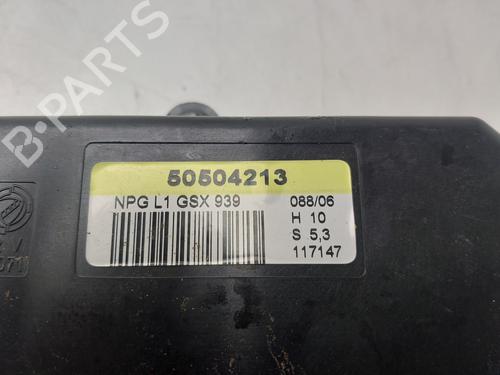 B-PARTS
50504213
NPG L1 GSX 939
088/06
H 10
S 5,3
117147